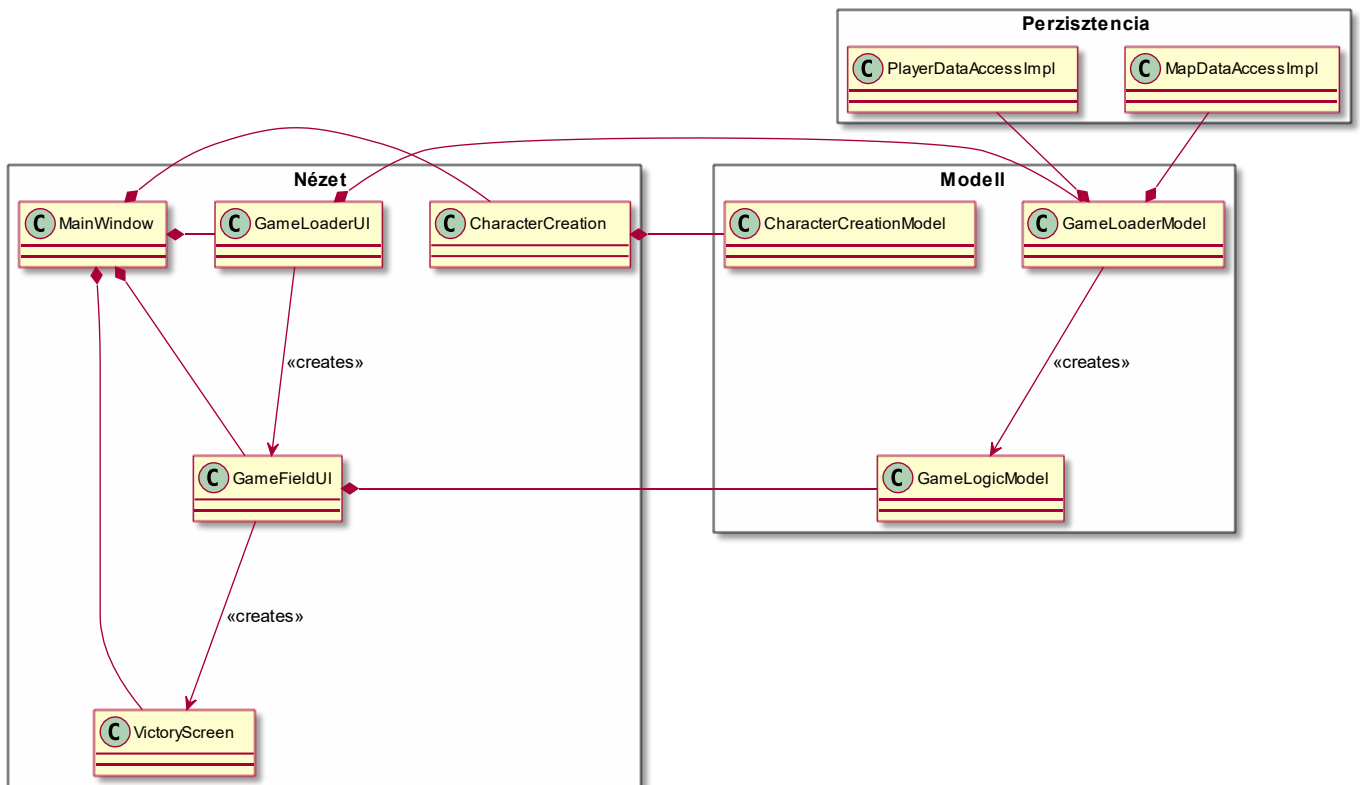 Perzisztencia
C PlayerDataAccessImpl
C MapDataAccessImpl
Nézet
C MainWindow
C GameLoaderUI
C CharacterCreation
Modell
C CharacterCreationModel
C GameLoaderModel
«creates»
«creates»
C GameFieldUI
C GameLogicModel
«creates»
C VictoryScreen